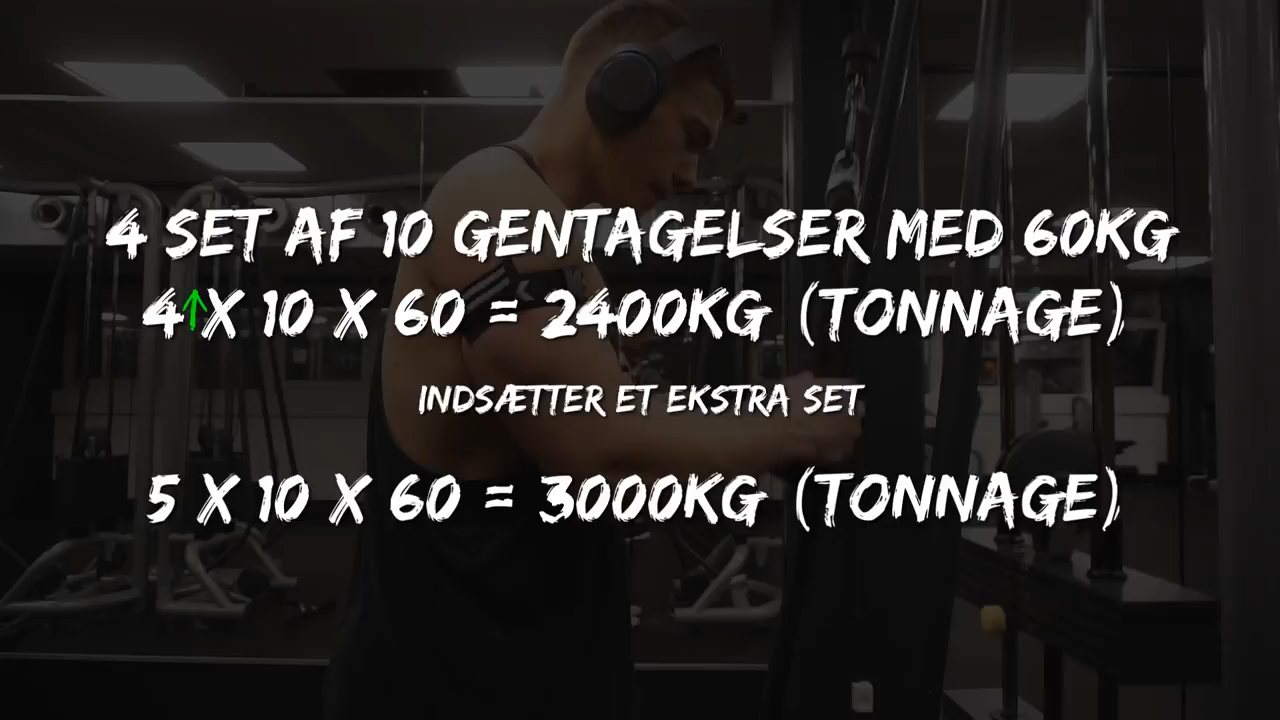 4 SET AF 10 GENTAGELSER MED 60KG
4↑X 10 X 60 = 2400KG (TONNAGE)
INDSÆTTER ET EKSTRA SET
5 X 10 X 60 = 3000KG (TONNAGE)